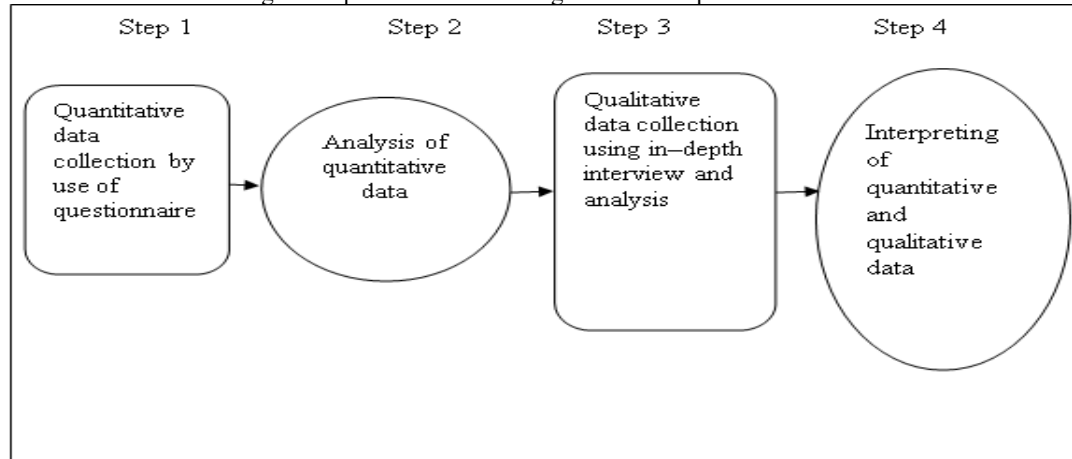 Step 1 Step 2 Step 3 Step 4
Quantitative
data
collection by
use of
questionnaire
Analysis of
quantitative
data
Qualitative
data collection
using in–depth
interview and
analysis
Interpreting
of
quantitative
and
qualitative
data